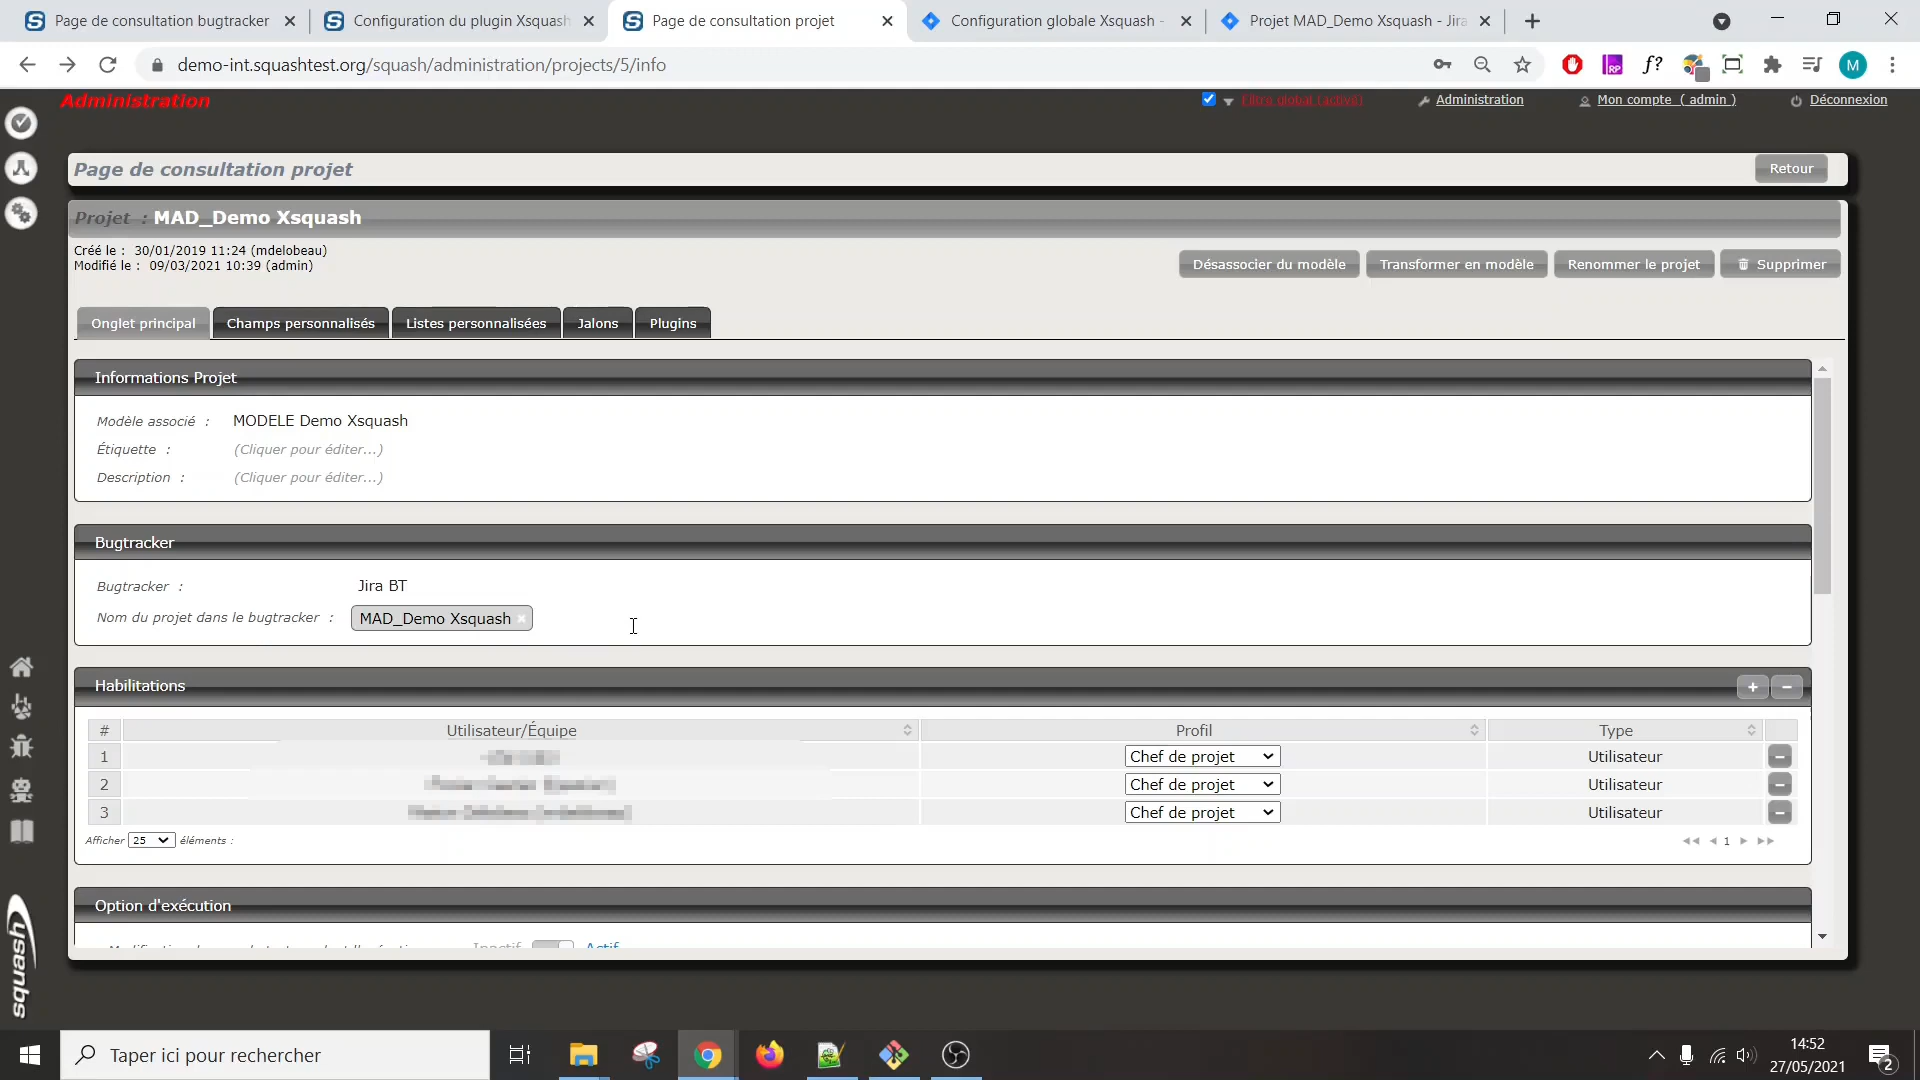 Page de consultation bugtracker
Configuration du plugin Xsquash
Page de consultation projet
Configuration globale Xsquash -
Projet MAD_Demo Xsquash - Jira
demo-int.squashtest.org/squash/administration/projects/5/info
Administration
Filtre global (activé)
Administration
Mon compte ( admin )
Déconnexion
Page de consultation projet
Retour
Projet : MAD_Demo Xsquash
Créé le : 30/01/2019 11:24 (mdelobeau)
Modifié le : 09/03/2021 10:39 (admin)
Désassocier du modèle
Transformer en modèle
Renommer le projet
Supprimer
Onglet principal
Champs personnalisés
Listes personnalisées
Jalons
Plugins
Informations Projet
Modèle associé : MODELE Demo Xsquash
Étiquette : (Cliquer pour éditer...)
Description : (Cliquer pour éditer...)
Bugtracker
Bugtracker : Jira BT
Nom du projet dans le bugtracker : MAD_Demo Xsquash
Habilitations
# Utilisateur/Équipe Profil Type
1 Chef de projet Utilisateur
2 Chef de projet Utilisateur
3 Chef de projet Utilisateur
Afficher 25 éléments :
1
Option d'exécution
Inactif Actif
squash
Taper ici pour rechercher
14:52
27/05/2021
2